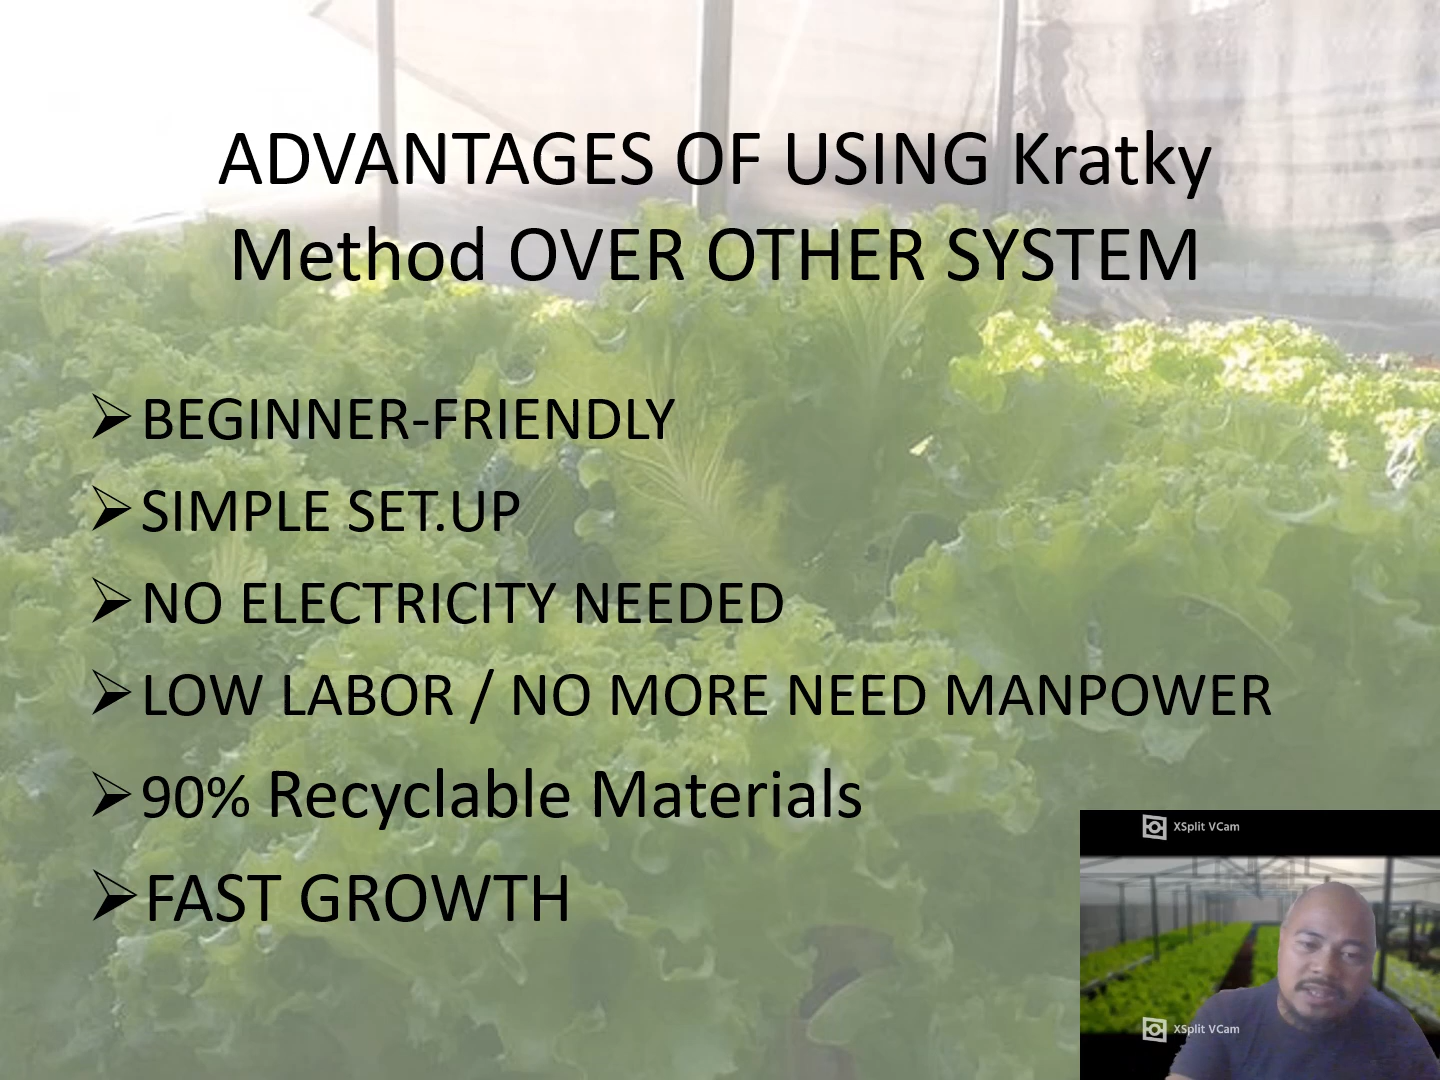 ADVANTAGES OF USING Kratky
Method OVER OTHER SYSTEM
BEGINNER-FRIENDLY
SIMPLE SET.UP
NO ELECTRICITY NEEDED
LOW LABOR / NO MORE NEED MANPOWER
90% Recyclable Materials
FAST GROWTH
XSplit VCam
XSplit VCam